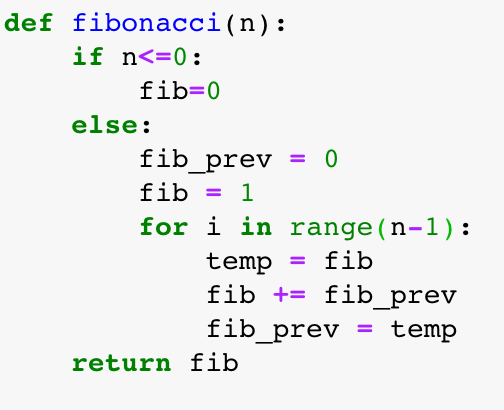 def fibonacci(n):
    if n<=0:
        fib=0
    else:
        fib_prev = 0
        fib = 1
        for i in range(n-1):
            temp = fib
            fib += fib_prev
            fib_prev = temp
    return fib